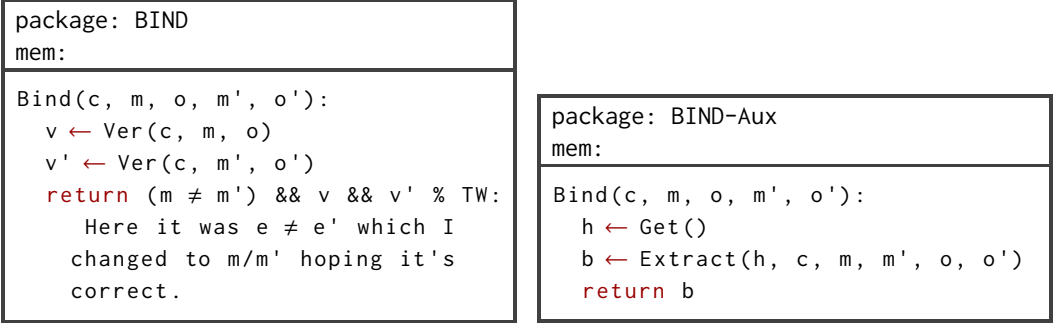 package: BIND
mem:
Bind(c, m, o, m', o'):
v ← Ver(c, m, o)
v' ← Ver(c, m', o')
return (m ≠ m') && v && v' % TW:
Here it was e ≠ e' which I
changed to m/m' hoping it's
correct.
package: BIND-Aux
mem:
Bind(c, m, o, m', o'):
h ← Get()
b ← Extract(h, c, m, m', o, o')
return b